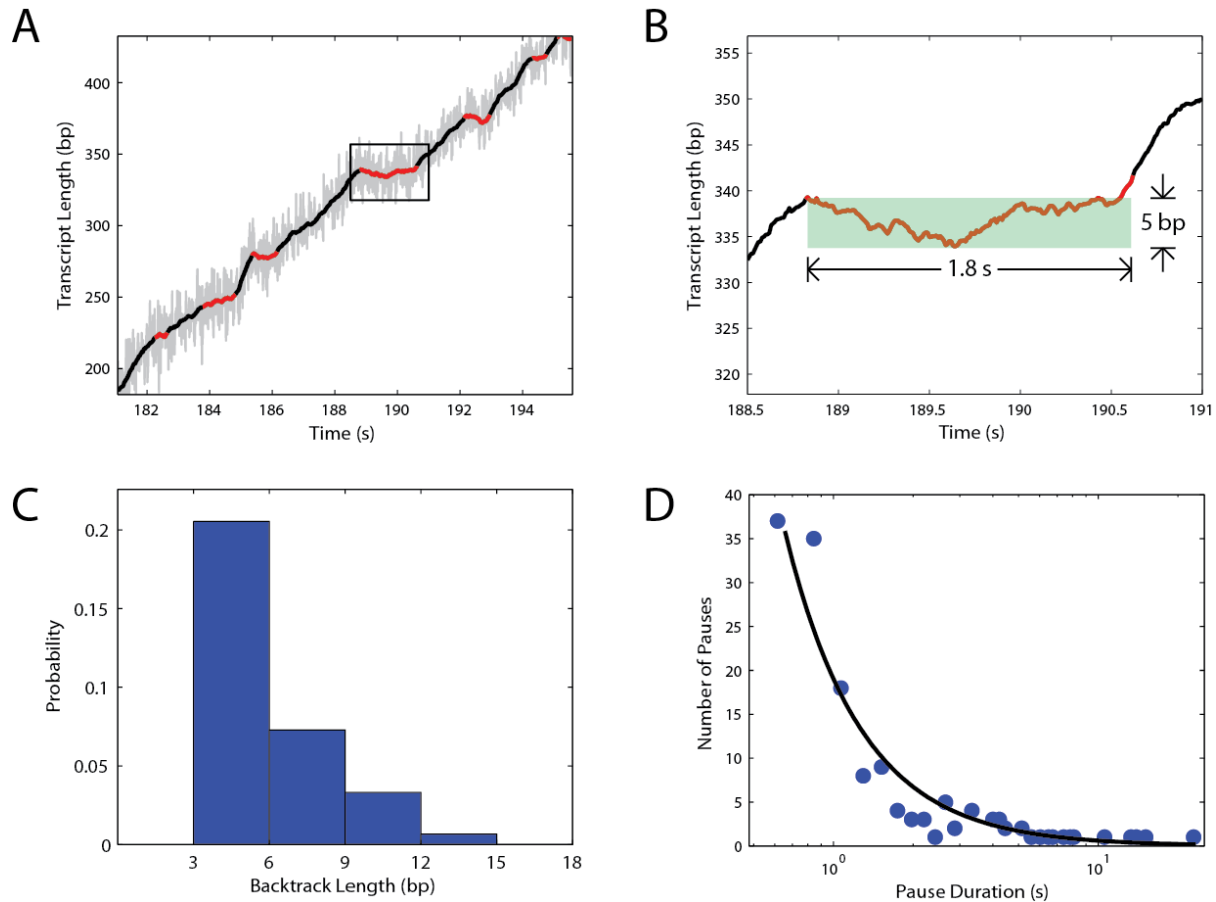 A
Transcript Length (bp)
400
350
300
250
200
182 184 186 188 190 192 194
Time (s)
B
Transcript Length (bp)
355
350
345
340
335
330
325
320
5 bp
1.8 s
188.5 189 189.5 190 190.5 191
Time (s)
C
Probability
0.2
0.15
0.1
0.05
0
3 6 9 12 15 18
Backtrack Length (bp)
D
Number of Pauses
40
35
30
25
20
15
10
5
0
10^0 10^1
Pause Duration (s)